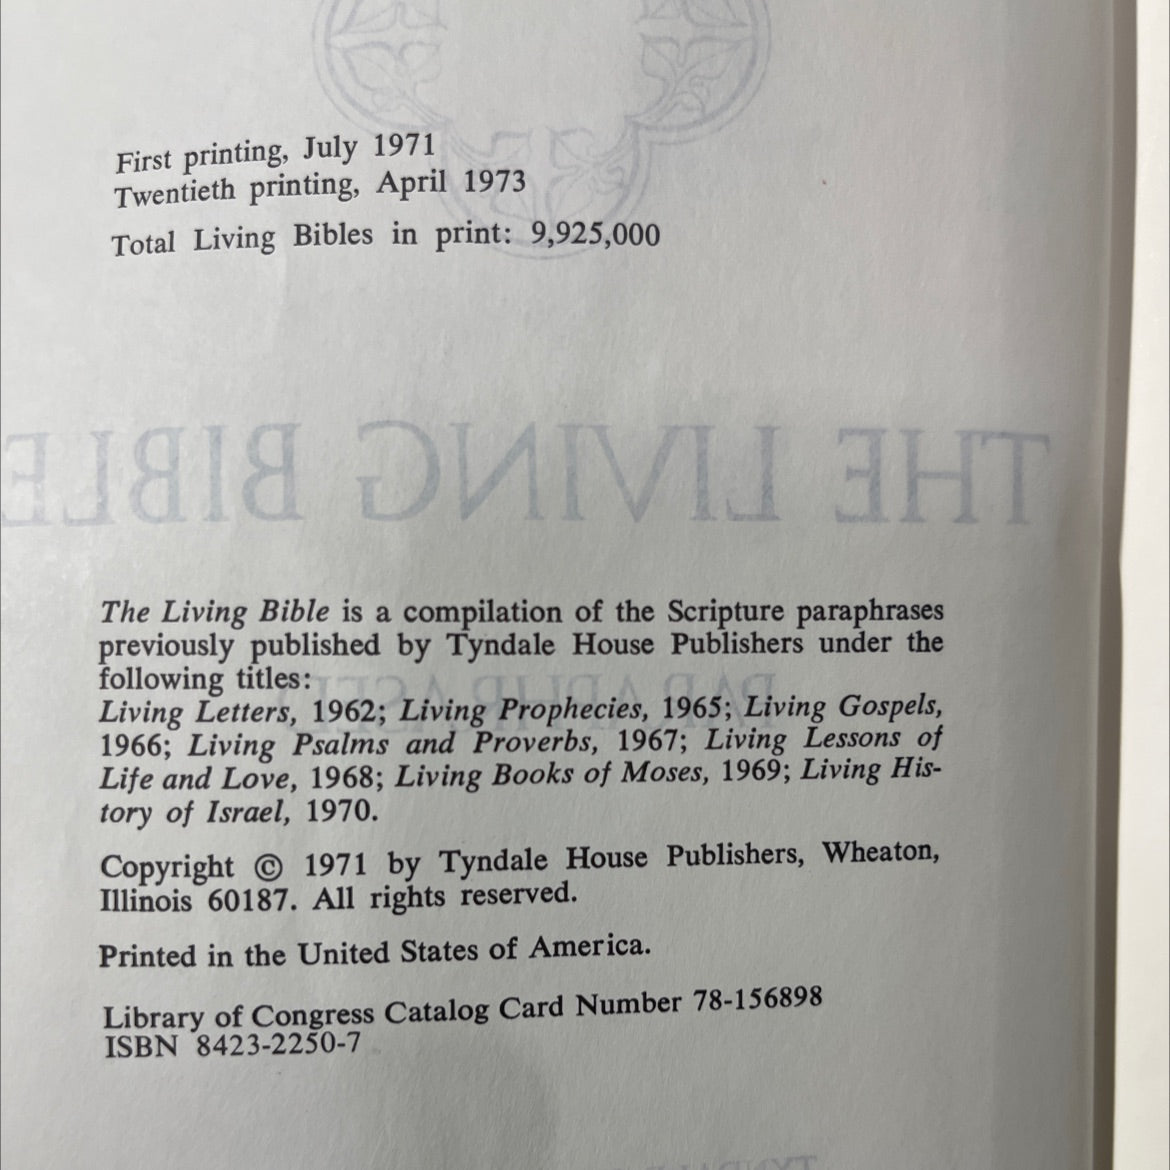 First printing, July 1971
Twentieth printing, April 1973
Total Living Bibles in print: 9,925,000
THE LIVING BIBLE
The Living Bible is a compilation of the Scripture paraphrases
previously published by Tyndale House Publishers under the
following titles:
PARAPHRASED
Living Letters, 1962; Living Prophecies, 1965; Living Gospels,
1966; Living Psalms and Proverbs, 1967; Living Lessons of
Life and Love, 1968; Living Books of Moses, 1969; Living His-
tory of Israel, 1970.
Copyright © 1971 by Tyndale House Publishers, Wheaton,
Illinois 60187. All rights reserved.
Printed in the United States of America.
Library of Congress Catalog Card Number 78-156898
ISBN 8423-2250-7